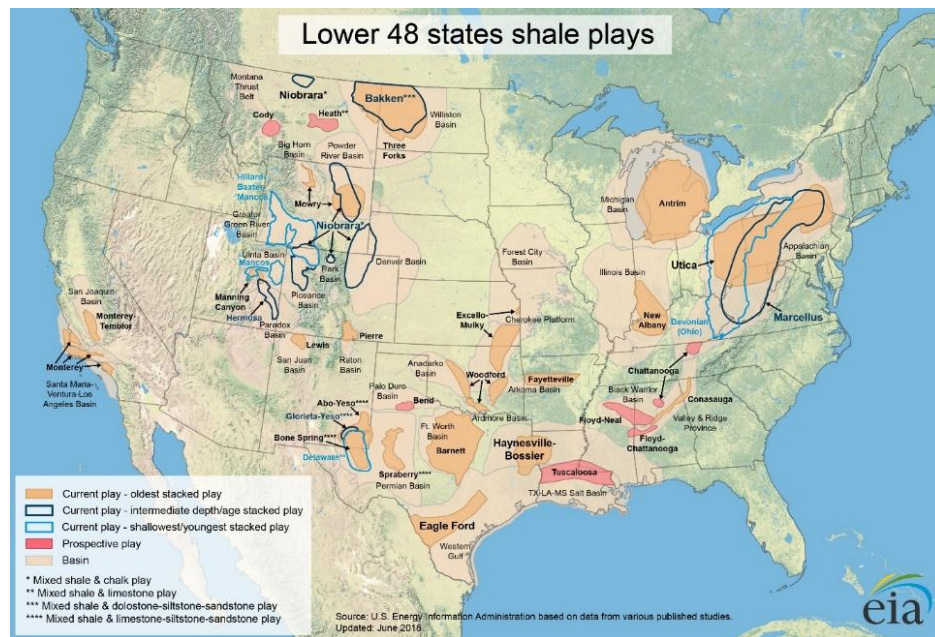 Lower 48 states shale plays
Montana
Thrust
Belt
Niobrara*
Bakken***
Williston
Basin
Cody
Heath**
Big Horn
Basin
Powder
River Basin
Three
Forks
Hilliard-
Baxter-
Mancos
Mowry
Greater
Green River
Basin
Niobrara*
Michigan
Basin
Antrim
Uinta Basin
Mancos
Park
Basin
Denver Basin
Forest City
Basin
Illinois Basin
Utica
Appalachian
Basin
San Joaquin
Basin
Manning
Canyon
Piceance
Basin
Hermosa
Monterey-
Temblor
Paradox
Basin
Excello-
Mulky
Cherokee Platform
New
Albany
Devonian
(Ohio)
Marcellus
Lewis
Pierre
Monterey
San Juan
Basin
Raton
Basin
Anadarko
Basin
Woodford
Fayetteville
Chattanooga
Santa Maria-
Ventura-Los
Angeles Basin
Palo Duro
Basin
Arkoma Basin
Black Warrior
Basin
Conasauga
Abo-Yeso****
Bend
Ardmore Basin
Floyd-Neal
Valley & Ridge
Province
Glorieta-Yeso****
Ft. Worth
Basin
Floyd-
Chattanooga
Bone Spring****
Barnett
Haynesville-
Bossier
Delaware**
Spraberry****
Permian Basin
Tuscaloosa
TX-LA-MS Salt Basin
Eagle Ford
Western
Gulf
Current play - oldest stacked play
Current play - intermediate depth/age stacked play
Current play - shallowest/youngest stacked play
Prospective play
Basin
* Mixed shale & chalk play
** Mixed shale & limestone play
*** Mixed shale & dolostone-siltstone-sandstone play
**** Mixed shale & limestone-siltstone-sandstone play
Source: U.S. Energy Information Administration based on data from various published studies.
Updated: June 2016
eia